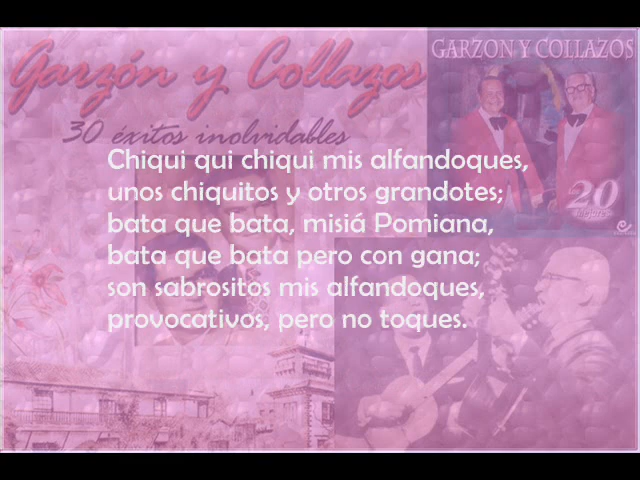 Garzón y Collazos
30 éxitos inolvidables
GARZON Y COLLAZOS
20
Chiqui qui chiqui mis alfandoques,
unos chiquitos y otros grandotes;
bata que bata, misiá Pomiana,
bata que bata pero con gana;
son sabrositos mis alfandoques,
provocativos, pero no toques.